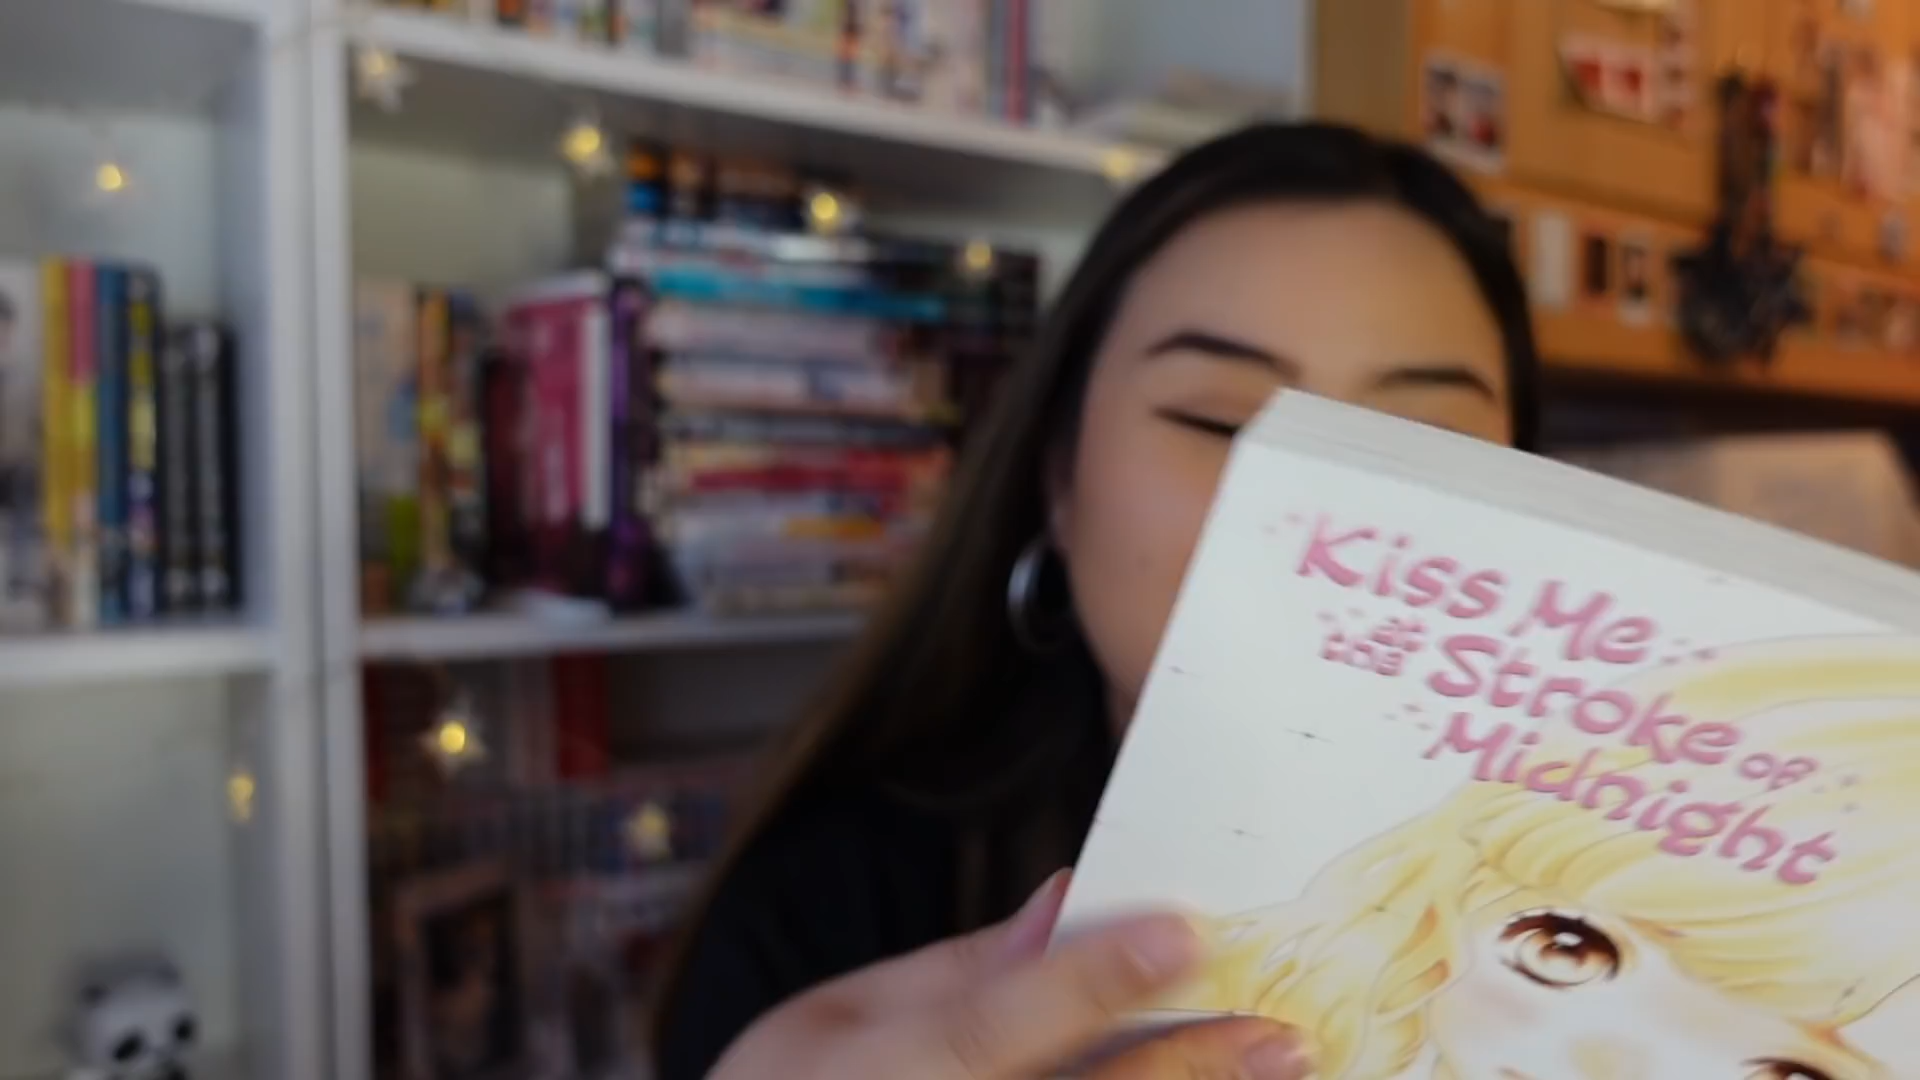 Kiss Me
at the Stroke of
Midnight